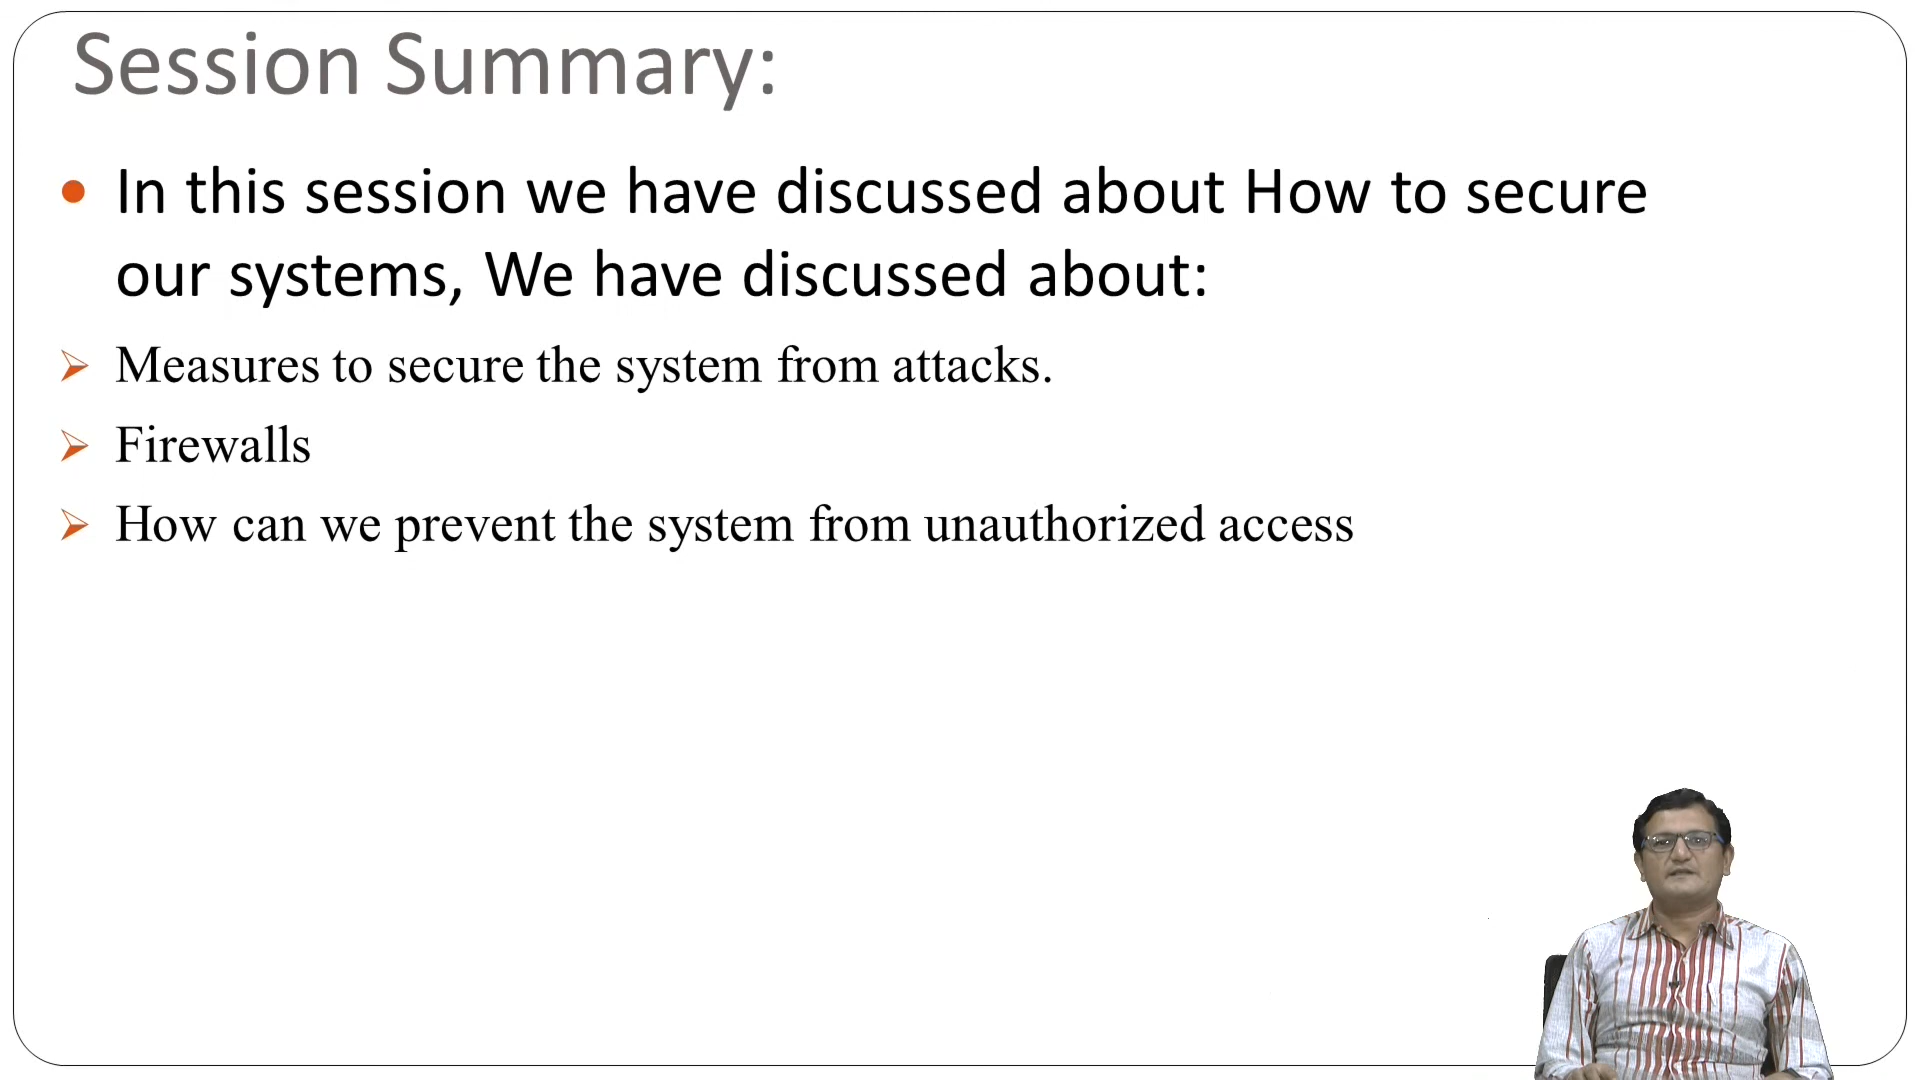 Session Summary:
In this session we have discussed about How to secure
our systems, We have discussed about:
Measures to secure the system from attacks.
Firewalls
How can we prevent the system from unauthorized access